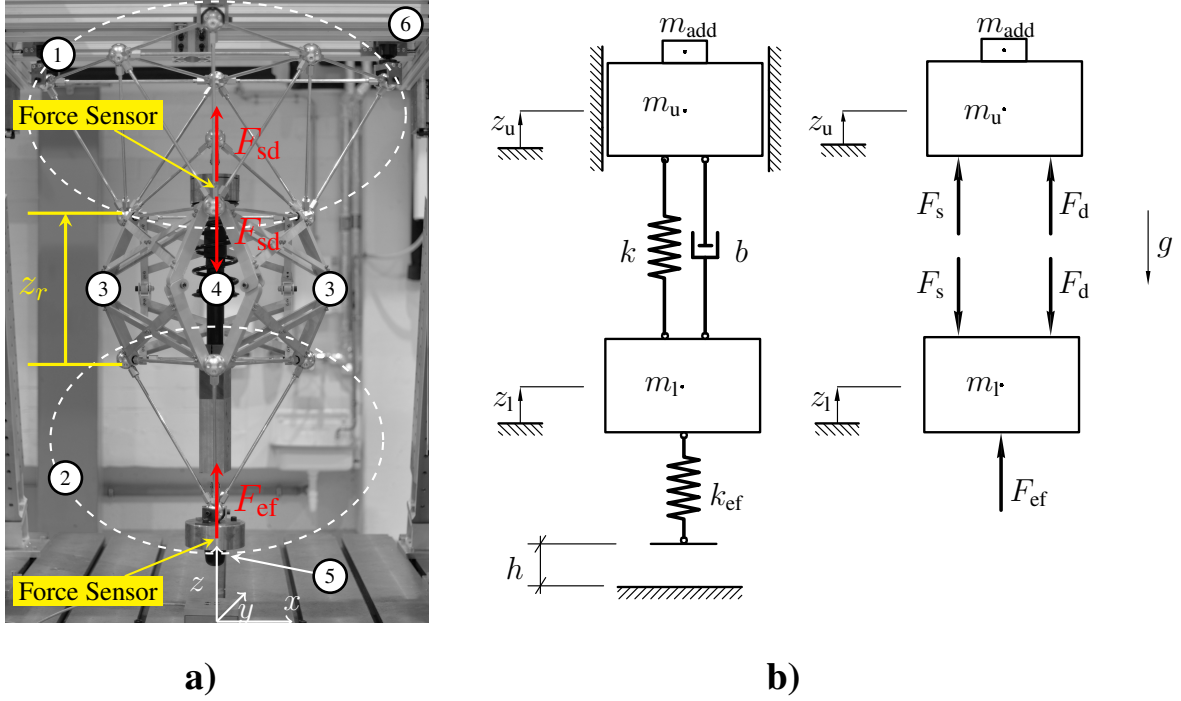 6
1
Force Sensor
F_sd
F_sd
z_r
3
4
3
2
F_ef
Force Sensor
5
z
y
x
a)
m_add
m_u
z_u
k
b
m_l
z_l
k_ef
h
m_add
m_u
z_u
F_s
F_d
g
F_s
F_d
m_l
z_l
F_ef
b)